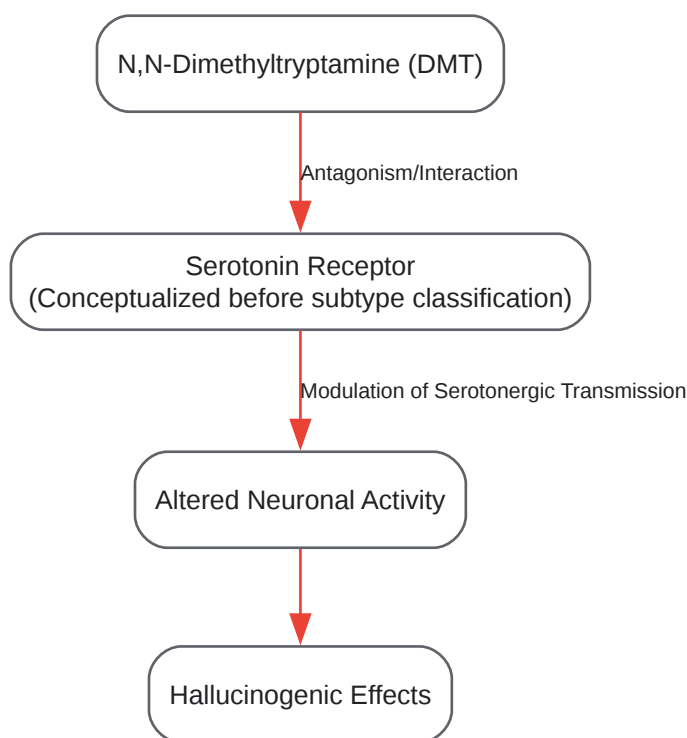 N,N-Dimethyltryptamine (DMT)
Antagonism/Interaction
Serotonin Receptor
(Conceptualized before subtype classification)
Modulation of Serotonergic Transmission
Altered Neuronal Activity
Hallucinogenic Effects